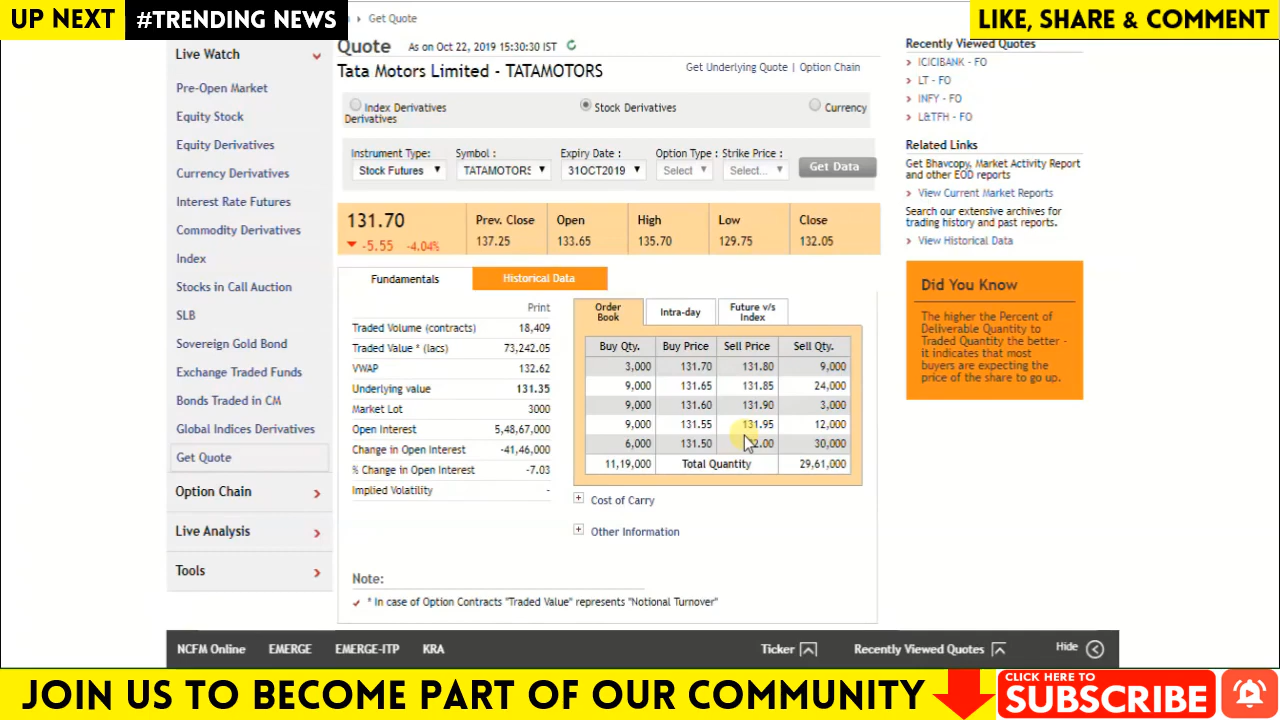 UP NEXT
#TRENDING NEWS
LIKE, SHARE & COMMENT
Get Quote
Live Watch
Pre-Open Market
Equity Stock
Equity Derivatives
Currency Derivatives
Interest Rate Futures
Commodity Derivatives
Index
Stocks in Call Auction
SLB
Sovereign Gold Bond
Exchange Traded Funds
Bonds Traded in CM
Global Indices Derivatives
Get Quote
Option Chain
Live Analysis
Tools
Quote As on Oct 22, 2019 15:30:30 IST
Tata Motors Limited - TATAMOTORS
Get Underlying Quote | Option Chain
Index Derivatives Stock Derivatives Currency
Derivatives
Instrument Type: Symbol : Expiry Date : Option Type : Strike Price :
Stock Futures TATAMOTORS 31OCT2019 Select Select... Get Data
131.70 Prev. Close Open High Low Close
-5.55 -4.04% 137.25 133.65 135.70 129.75 132.05
Fundamentals Historical Data
Print
Traded Volume (contracts) 18,409
Traded Value * (lacs) 73,242.05
VWAP 132.62
Underlying value 131.35
Market Lot 3000
Open Interest 5,48,67,000
Change in Open Interest -41,46,000
% Change in Open Interest -7.03
Implied Volatility -
Order Book Intra-day Future v/s Index
Buy Qty. Buy Price Sell Price Sell Qty.
3,000 131.70 131.80 9,000
9,000 131.65 131.85 24,000
9,000 131.60 131.90 3,000
9,000 131.55 131.95 12,000
6,000 131.50 2.00 30,000
11,19,000 Total Quantity 29,61,000
Cost of Carry
Other Information
Note:
* In case of Option Contracts "Traded Value" represents "Notional Turnover"
Recently Viewed Quotes
ICICIBANK - FO
LT - FO
INFY - FO
L&TFH - FO
Related Links
Get Bhavcopy, Market Activity Report
and other EOD reports
View Current Market Reports
Search our extensive archives for
trading history and past reports.
View Historical Data
Did You Know
The higher the Percent of
Deliverable Quantity to
Traded Quantity the better -
it indicates that most
buyers are expecting the
price of the share to go up.
NCFM Online EMERGE EMERGE-ITP KRA Ticker Recently Viewed Quotes Hide
JOIN US TO BECOME PART OF OUR COMMUNITY
CLICK HERE TO
SUBSCRIBE